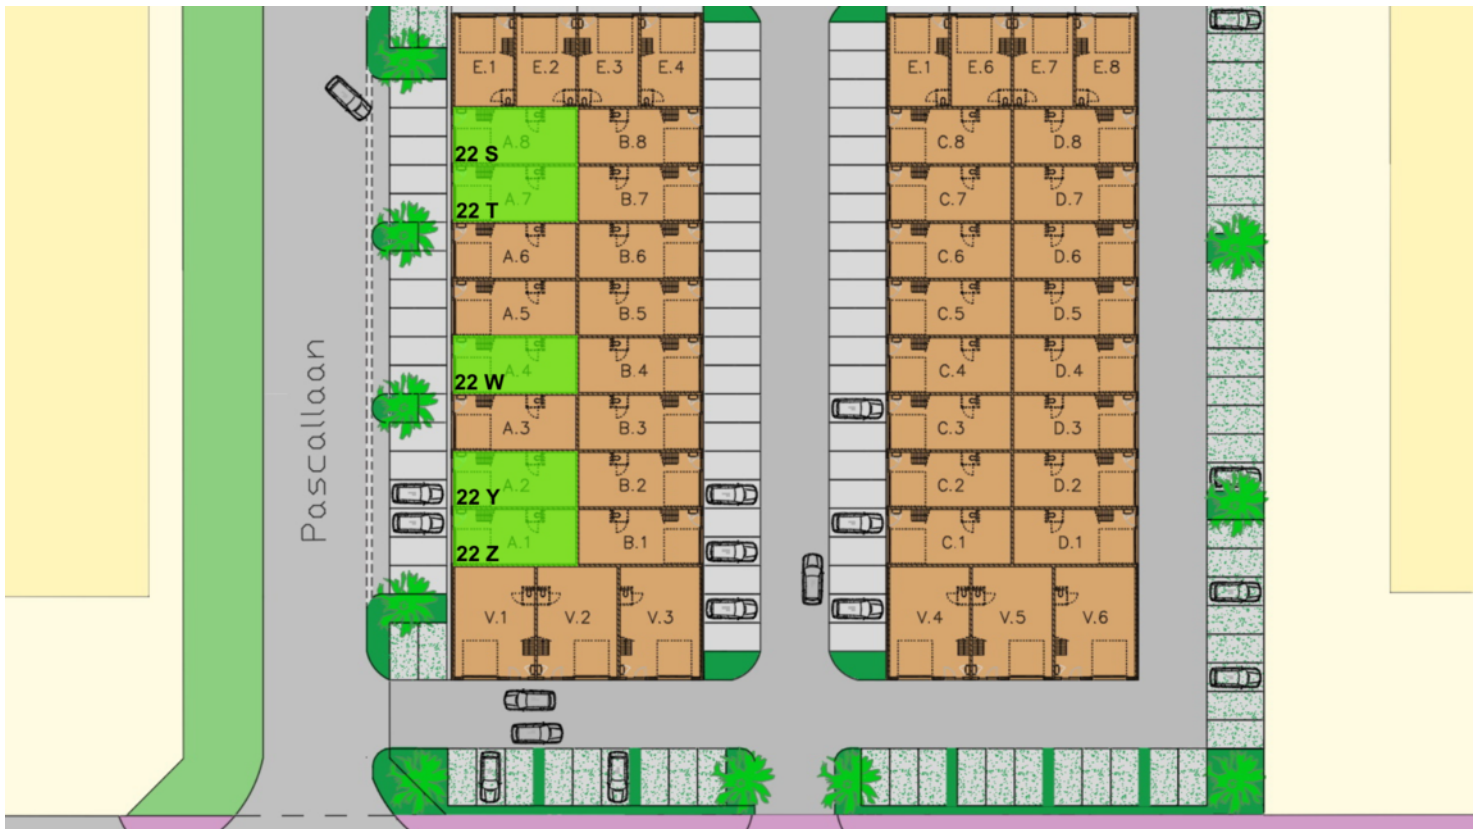 E.1 E.2 E.3 E.4 E.1 E.6 E.7 E.8
A.8 B.8 C.8 D.8
22 S
A.7 B.7 C.7 D.7
22 T
A.6 B.6 C.6 D.6
A.5 B.5 C.5 D.5
A.4 B.4 C.4 D.4
22 W
A.3 B.3 C.3 D.3
Pascallaan
A.2 B.2 C.2 D.2
22 Y
A.1 B.1 C.1 D.1
22 Z
V.1 V.2 V.3 V.4 V.5 V.6